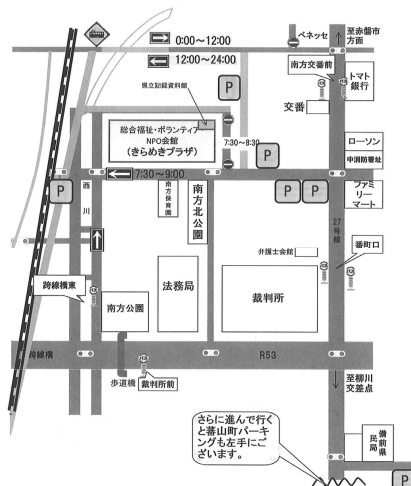 ベネッセ
至赤磐市
方面
0:00～12:00
12:00～24:00
南方交番前
トマト
銀行
P
県立記録資料館
交番
総合福祉・ボランティア
NPO会館
(きらめきプラザ)
7:30～8:30
ローソン
中消防署址
P
7:30～9:00
P
P
P
ファミ
リー
マート
西川
南方保育園
南方北公園
27号線
番町口
弁護士会館
跨線橋東
南方公園
法務局
裁判所
跨線橋
R53
歩道橋
裁判所前
至柳川
交差点
さらに進んで行く
と蕃山町パーキ
ングも左手にご
ざいます。
備前県
民局
P